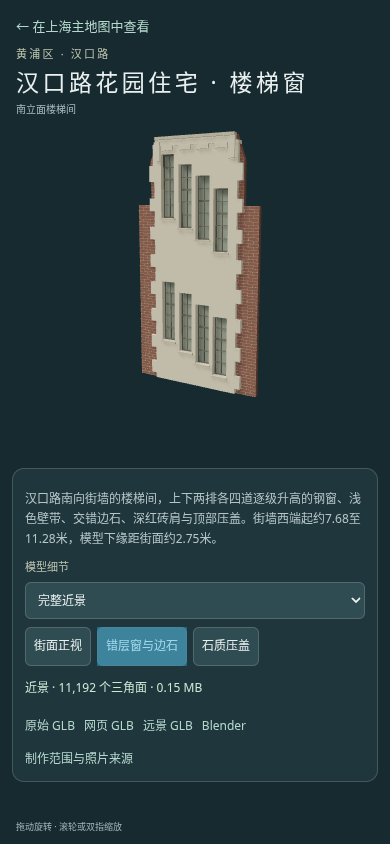 ← 在上海主地图中查看
黄浦区 · 汉口路
汉口路花园住宅 · 楼梯窗
南立面楼梯间
汉口路南向街墙的楼梯间，上下两排各四道逐级升高的钢窗、浅
色壁带、交错边石、深红砖肩与顶部压盖。街墙西端起约7.68至
11.28米，模型下缘距街面约2.75米。
模型细节
完整近景
街面正视 错层窗与边石 石质压盖
近景 · 11,192 个三角面 · 0.15 MB
原始 GLB 网页 GLB 远景 GLB Blender
制作范围与照片来源
拖动旋转 · 滚轮或双指缩放